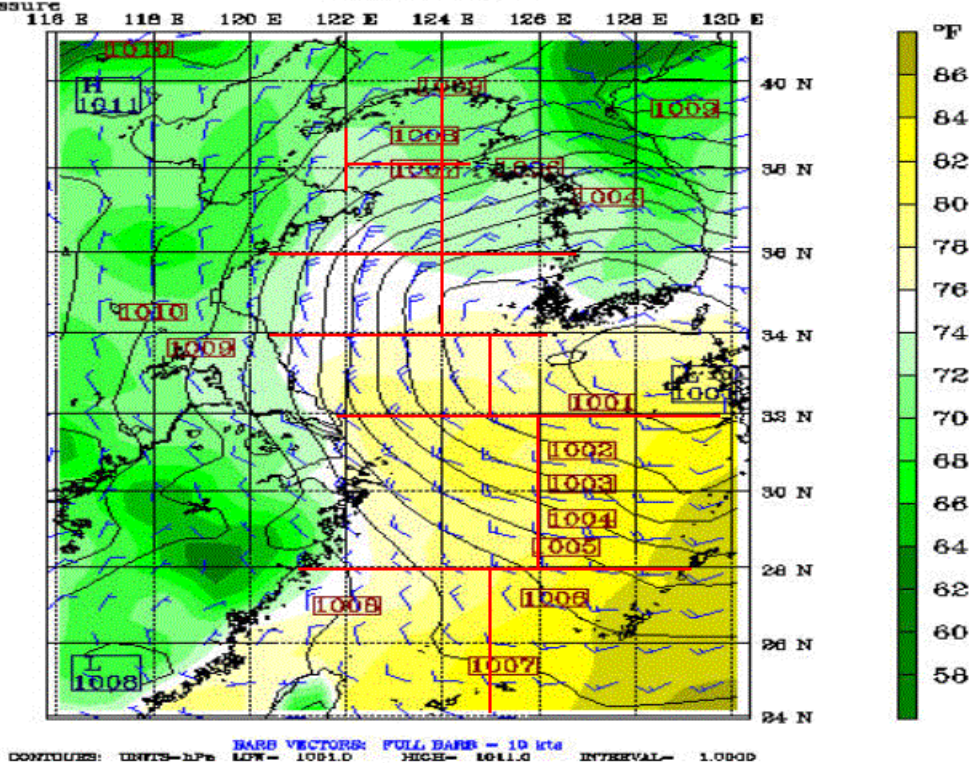 ssure
116 E 118 E 120 E 122 E 124 E 126 E 128 E 130 E
°F
1010
H
1011
1009
1009
40 N
86
1008
84
1007
38 N
82
1004
80
36 N
78
76
1010
34 N
74
1009
72
1001
32 N
70
1002
68
1003
30 N
66
1004
1005
64
28 N
62
1008
1006
60
26 N
L
1008
1007
58
24 N
BARB VECTORS: FULL BARB = 10 kts
CONTOURS: UNITS=hPa LOW= 1001.0 HIGH= 1011.0 INTERVAL= 1.0000